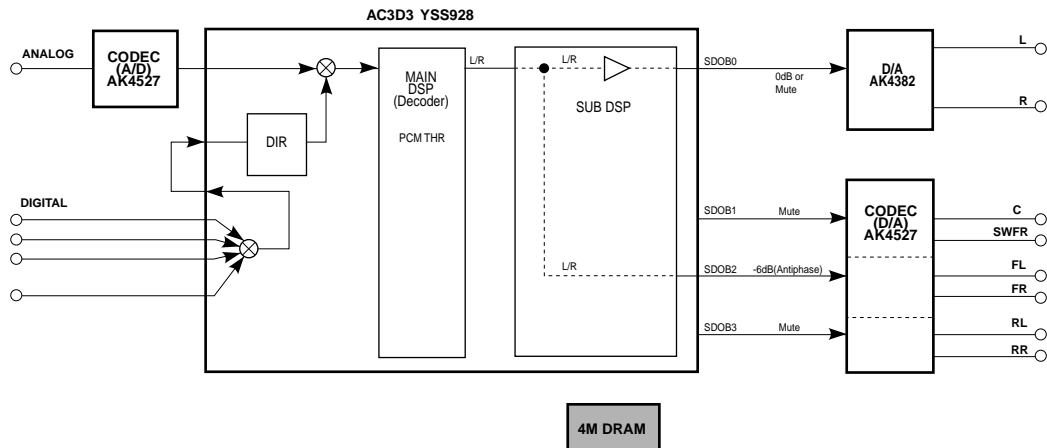 AC3D3 YSS928
ANALOG
CODEC
(A/D)
AK4527
MAIN
DSP
(Decoder)
PCM THR
L/R
L/R
SUB DSP
SDOB0
0dB or
Mute
D/A
AK4382
L
R
DIR
DIGITAL
SDOB1
Mute
CODEC
(D/A)
AK4527
C
SWFR
L/R
SDOB2
-6dB(Antiphase)
FL
FR
SDOB3
Mute
RL
RR
4M DRAM